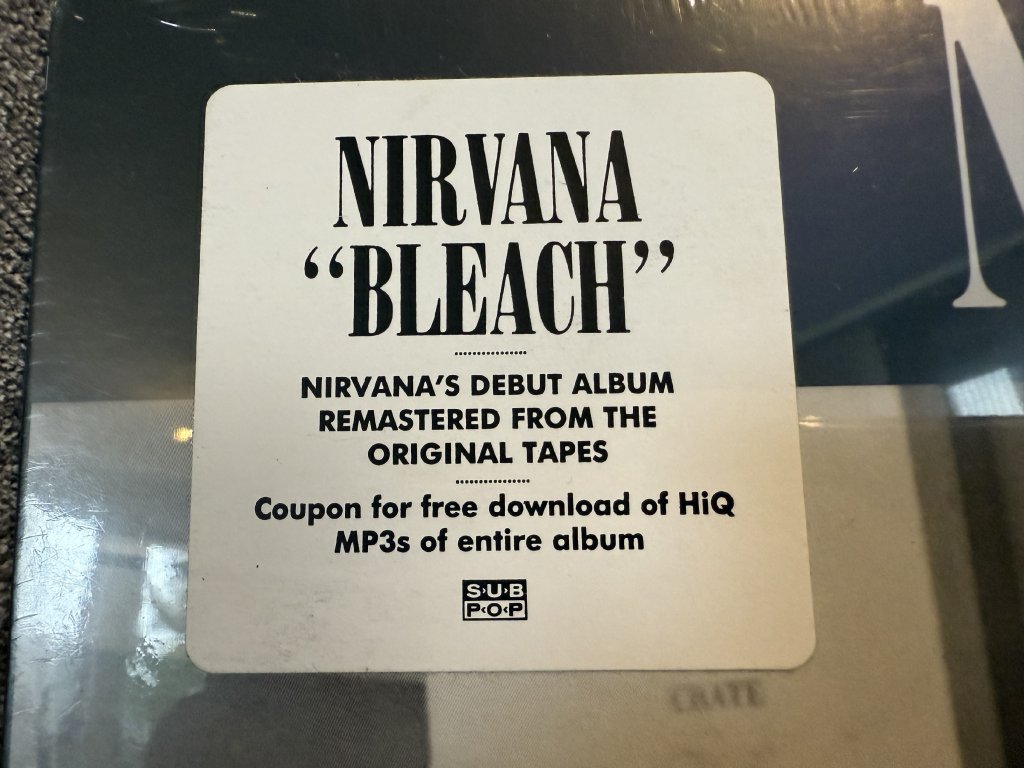 NIRVANA
“BLEACH”
NIRVANA’S DEBUT ALBUM
REMASTERED FROM THE
ORIGINAL TAPES
Coupon for free download of HiQ
MP3s of entire album
SUB
POP
CRATE
N